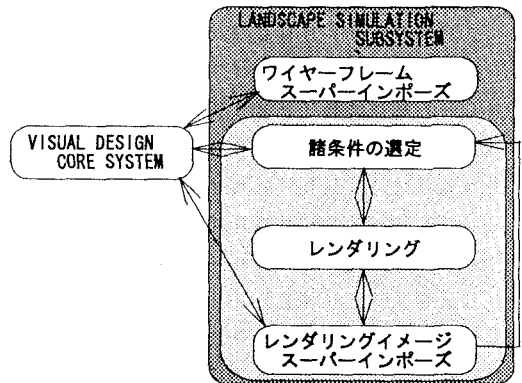 LANDSCAPE SIMULATION
SUBSYSTEM
ワイヤーフレーム
スーパーインポーズ
VISUAL DESIGN
CORE SYSTEM
諸条件の選定
レンダリング
レンダリングイメージ
スーパーインポーズ